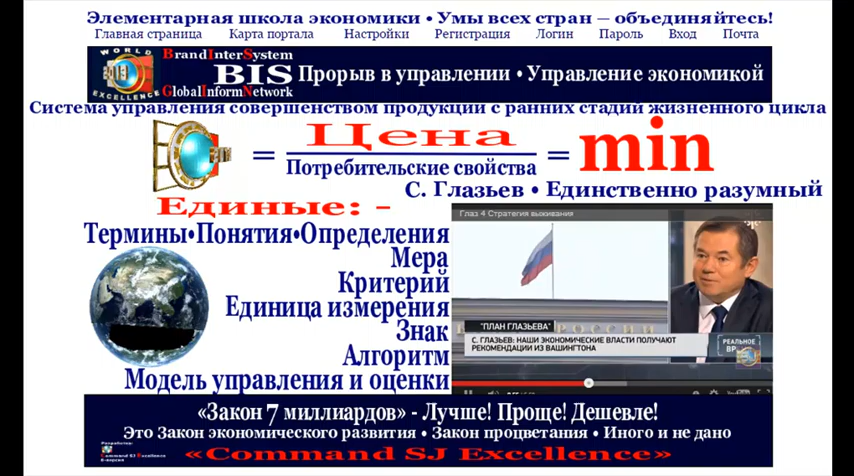 Элементарная школа экономики • Умы всех стран — объединяйтесь!
Главная страница Карта портала Настройки Регистрация Логин Пароль Вход Почта
WORLD
2013
EXCELLENCE
BrandInterSystem
BIS
GlobalInformNetwork
Прорыв в управлении • Управление экономикой
Система управления совершенством продукции с ранних стадий жизненного цикла
= Цена
Потребительские свойства
= min
С. Глазьев • Единственно разумный
Единые: -
Термины•Понятия•Определения
Мера
Критерий
Единица измерения
Знак
Алгоритм
Модель управления и оценки
Глаз 4 Стратегия выживания
РОССИИ
"ПЛАН ГЛАЗЬЕВА"
С. ГЛАЗЬЕВ: НАШИ ЭКОНОМИЧЕСКИЕ ВЛАСТИ ПОЛУЧАЮТ
РЕКОМЕНДАЦИИ ИЗ ВАШИНГТОНА
РЕАЛЬНОЕ
«Закон 7 миллиардов» - Лучше! Проще! Дешевле!
Это Закон экономического развития • Закон процветания • Иного и не дано
«Command SJ Excellence»